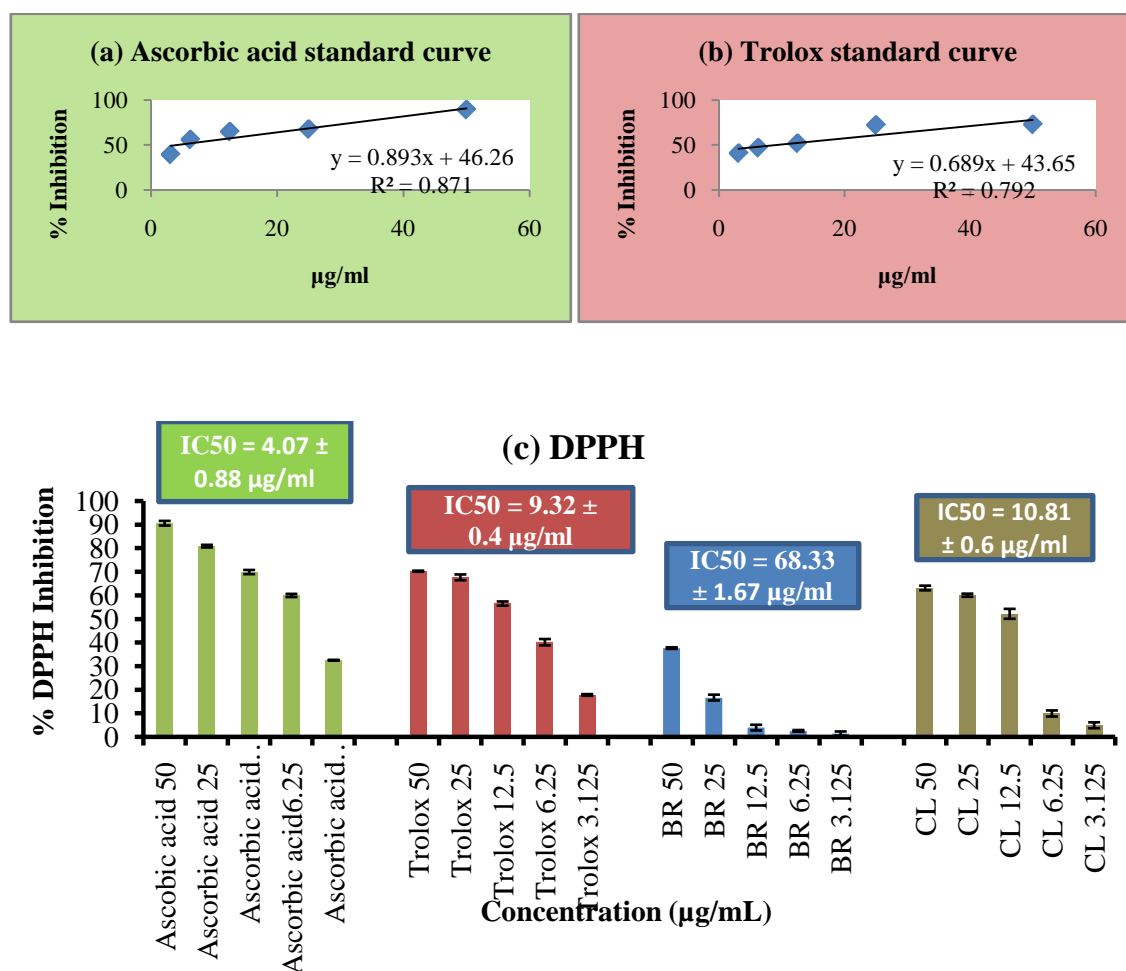 (a) Ascorbic acid standard curve
% Inhibition
100
50
0
y = 0.893x + 46.26
R² = 0.871
0 20 40 60
µg/ml
(b) Trolox standard curve
% Inhibition
100
50
0
y = 0.689x + 43.65
R² = 0.792
0 20 40 60
µg/ml
(c) DPPH
IC50 = 4.07 ±
0.88 µg/ml
IC50 = 9.32 ±
0.4 µg/ml
IC50 = 68.33
± 1.67 µg/ml
IC50 = 10.81
± 0.6 µg/ml
% DPPH Inhibition
100
90
80
70
60
50
40
30
20
10
0
Ascobic acid 50
Ascorbic acid 25
Ascorbic acid..
Ascorbic acid6.25
Ascorbic acid..
Trolox 50
Trolox 25
Trolox 12.5
Trolox 6.25
Trolox 3.125
BR 50
BR 25
BR 12.5
BR 6.25
BR 3.125
CL 50
CL 25
CL 12.5
CL 6.25
CL 3.125
Concentration (µg/mL)